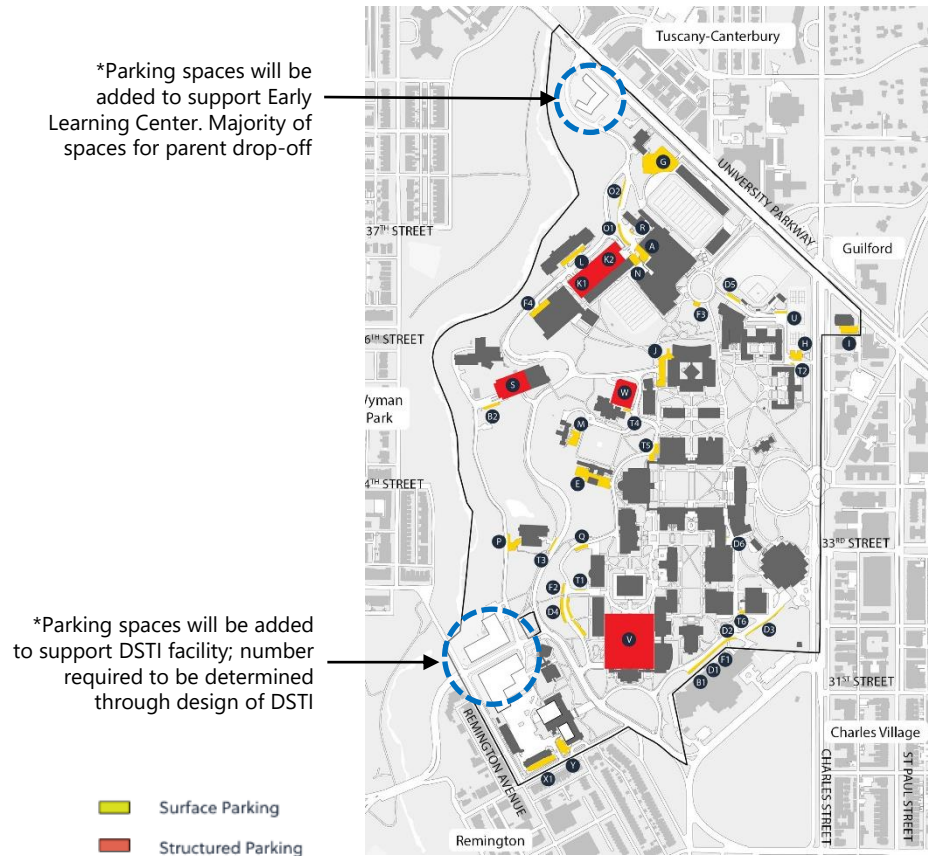 Tuscany-Canterbury
*Parking spaces will be
added to support Early
Learning Center. Majority of
spaces for parent drop-off
G
UNIVERSITY PARKWAY
O2
37TH STREET
O1
R
Guilford
A
L
K2
N
K1
D5
F4
F3
U
6TH STREET
H
I
J
T2
S
W
yman
Park
B2
M
T4
T5
E
4TH STREET
P
Q
D6
33RD STREET
T3
F2
T1
D4
T6
*Parking spaces will be added
to support DSTI facility; number
required to be determined
through design of DSTI
V
D2
D3
F1
D1
B1
31ST STREET
REMINGTON AVENUE
Charles Village
CHARLES STREET
ST PAUL STREET
Y
X1
Surface Parking
Remington
Structured Parking